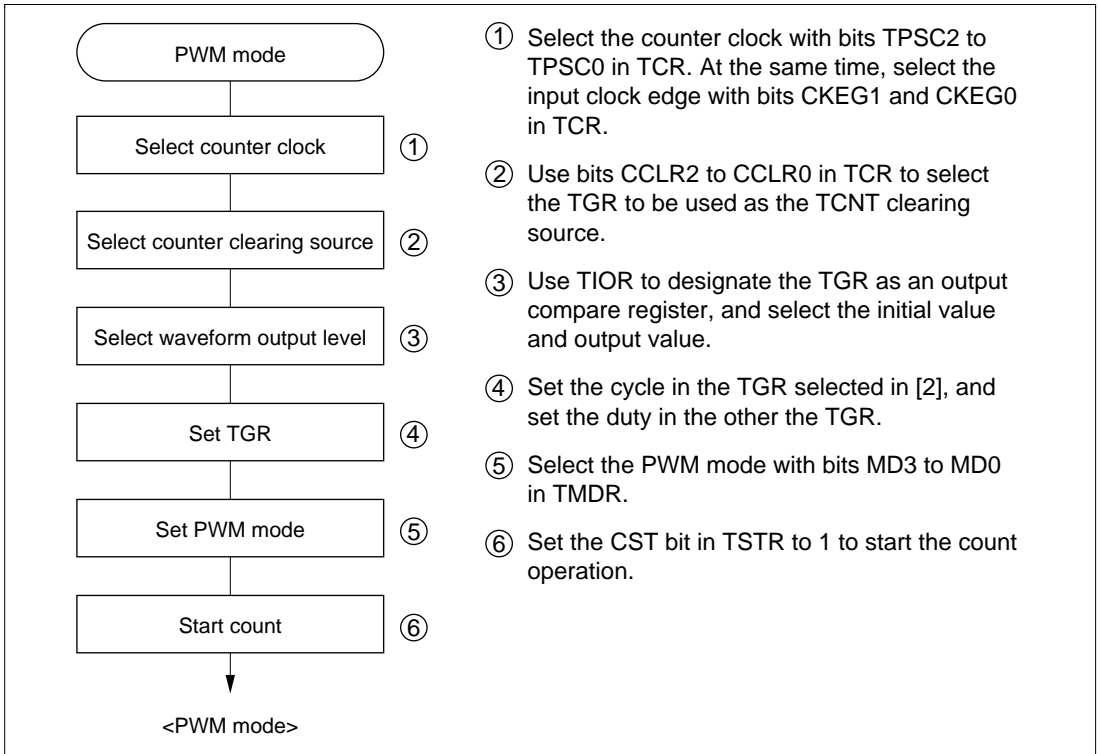 PWM mode
Select counter clock ①
Select counter clearing source ②
Select waveform output level ③
Set TGR ④
Set PWM mode ⑤
Start count ⑥
<PWM mode>
① Select the counter clock with bits TPSC2 to
TPSC0 in TCR. At the same time, select the
input clock edge with bits CKEG1 and CKEG0
in TCR.
② Use bits CCLR2 to CCLR0 in TCR to select
the TGR to be used as the TCNT clearing
source.
③ Use TIOR to designate the TGR as an output
compare register, and select the initial value
and output value.
④ Set the cycle in the TGR selected in [2], and
set the duty in the other the TGR.
⑤ Select the PWM mode with bits MD3 to MD0
in TMDR.
⑥ Set the CST bit in TSTR to 1 to start the count
operation.